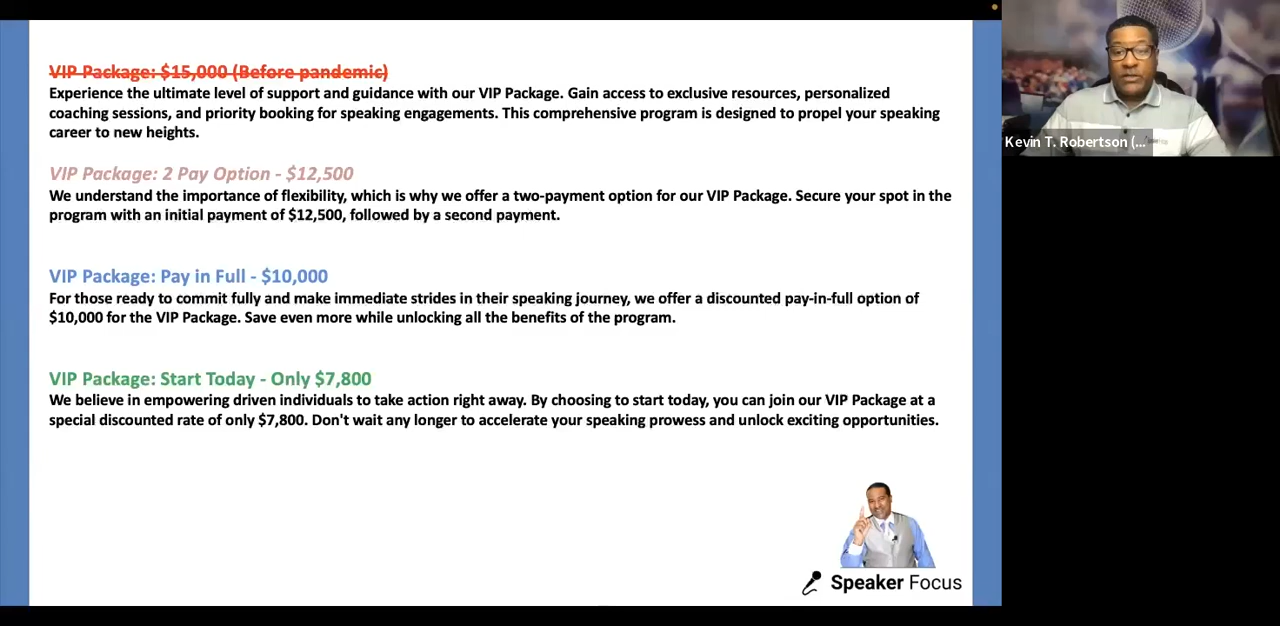 VIP Package: $15,000 (Before pandemic)
Experience the ultimate level of support and guidance with our VIP Package. Gain access to exclusive resources, personalized
coaching sessions, and priority booking for speaking engagements. This comprehensive program is designed to propel your speaking
career to new heights.
VIP Package: 2 Pay Option - $12,500
We understand the importance of flexibility, which is why we offer a two-payment option for our VIP Package. Secure your spot in the
program with an initial payment of $12,500, followed by a second payment.
VIP Package: Pay in Full - $10,000
For those ready to commit fully and make immediate strides in their speaking journey, we offer a discounted pay-in-full option of
$10,000 for the VIP Package. Save even more while unlocking all the benefits of the program.
VIP Package: Start Today - Only $7,800
We believe in empowering driven individuals to take action right away. By choosing to start today, you can join our VIP Package at a
special discounted rate of only $7,800. Don't wait any longer to accelerate your speaking prowess and unlock exciting opportunities.
Speaker Focus
Kevin T. Robertson (...